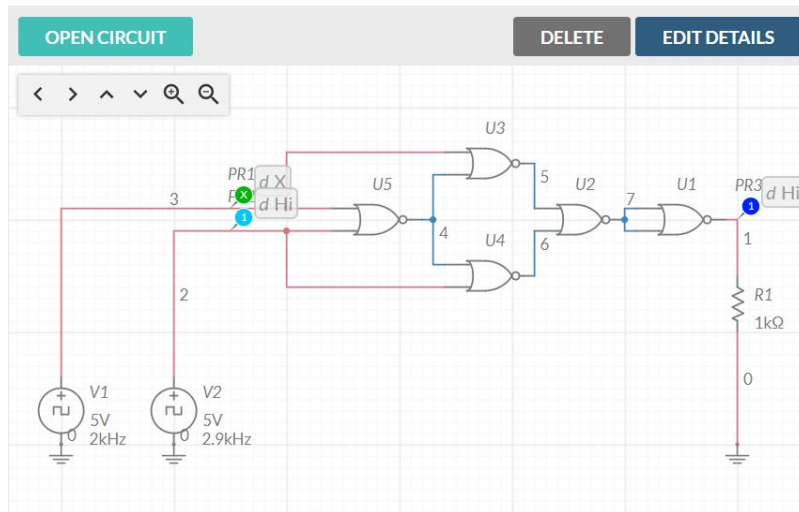 OPEN CIRCUIT
DELETE
EDIT DETAILS
U3
PR1
d X
X
d Hi
1
3
U5
5
U2
7
U1
PR3
1
d Hi
4
U4
6
1
2
R1
1kΩ
0
V1
5V
2kHz
0
V2
5V
2.9kHz
0